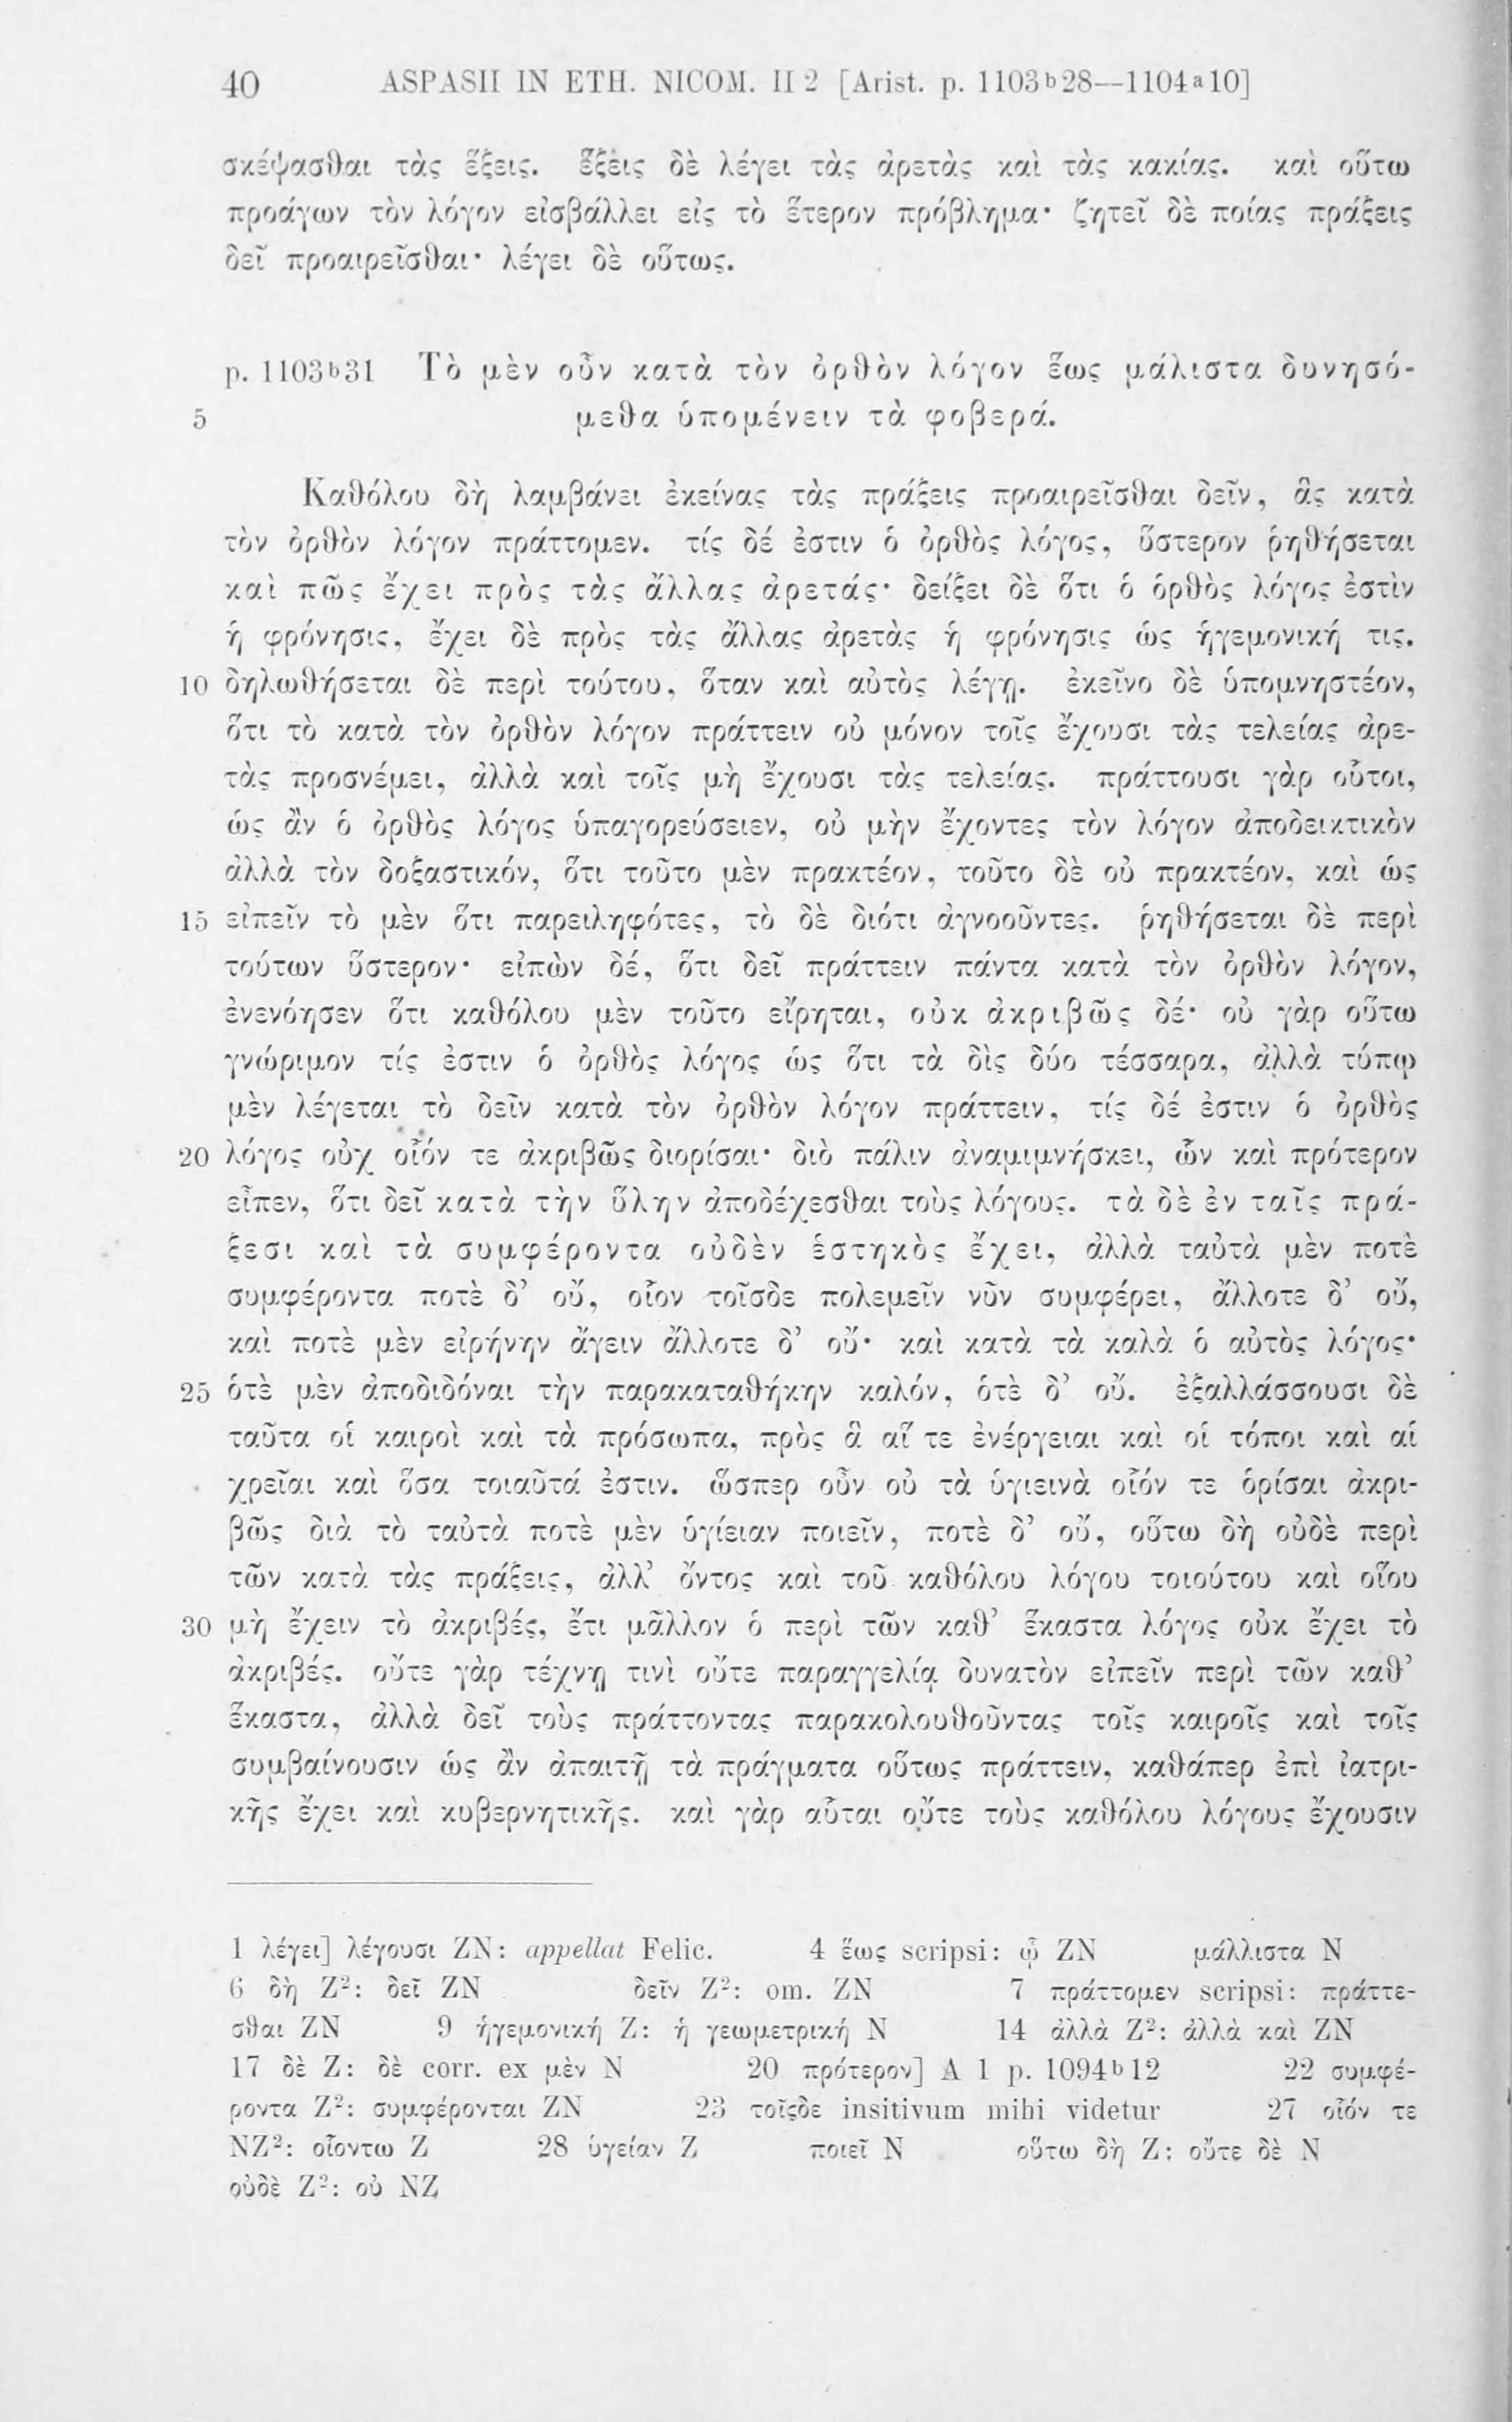 40 ASPASII IN ETH. NICOM. II 2 [Arist. p. 1103ᵇ28—1104ᵃ10]
σκέψασθαι τὰς ἕξεις. ἕξεις δὲ λέγει τὰς ἀρετὰς καὶ τὰς κακίας. καὶ οὕτω
προάγων τὸν λόγον εἰσβάλλει εἰς τὸ ἕτερον πρόβλημα· ζητεῖ δὲ ποίας πράξεις
δεῖ προαιρεῖσθαι· λέγει δὲ οὕτως.
p. 1103ᵇ31 Τὸ μὲν οὖν κατὰ τὸν ὀρθὸν λόγον ἕως μάλιστα δυνησό-
5 μεθα ὑπομένειν τὰ φοβερά.
Καθόλου δὴ λαμβάνει ἐκείνας τὰς πράξεις προαιρεῖσθαι δεῖν, ἃς κατὰ
τὸν ὀρθὸν λόγον πράττομεν. τίς δέ ἐστιν ὁ ὀρθὸς λόγος, ὕστερον ῥηθήσεται
καὶ πῶς ἔχει πρὸς τὰς ἄλλας ἀρετάς· δείξει δὲ ὅτι ὁ ὀρθὸς λόγος ἐστὶν
ἡ φρόνησις, ἔχει δὲ πρὸς τὰς ἄλλας ἀρετὰς ἡ φρόνησις ὡς ἡγεμονική τις.
10 δηλωθήσεται δὲ περὶ τούτου, ὅταν καὶ αὐτὸς λέγῃ. ἐκεῖνο δὲ ὑπομνηστέον,
ὅτι τὸ κατὰ τὸν ὀρθὸν λόγον πράττειν οὐ μόνον τοῖς ἔχουσι τὰς τελείας ἀρε-
τὰς προσνέμει, ἀλλὰ καὶ τοῖς μὴ ἔχουσι τὰς τελείας. πράττουσι γὰρ οὗτοι,
ὡς ἂν ὁ ὀρθὸς λόγος ὑπαγορεύσειεν, οὐ μὴν ἔχοντες τὸν λόγον ἀποδεικτικὸν
ἀλλὰ τὸν δοξαστικόν, ὅτι τοῦτο μὲν πρακτέον, τοῦτο δὲ οὐ πρακτέον, καὶ ὡς
15 εἰπεῖν τὸ μὲν ὅτι παρειληφότες, τὸ δὲ διότι ἀγνοοῦντες. ῥηθήσεται δὲ περὶ
τούτων ὕστερον· εἰπὼν δέ, ὅτι δεῖ πράττειν πάντα κατὰ τὸν ὀρθὸν λόγον,
ἐνενόησεν ὅτι καθόλου μὲν τοῦτο εἴρηται, οὐκ ἀκριβῶς δέ· οὐ γὰρ οὕτω
γνώριμον τίς ἐστιν ὁ ὀρθὸς λόγος ὡς ὅτι τὰ δὶς δύο τέσσαρα, ἀλλὰ τύπῳ
μὲν λέγεται τὸ δεῖν κατὰ τὸν ὀρθὸν λόγον πράττειν, τίς δέ ἐστιν ὁ ὀρθὸς
20 λόγος οὐχ οἷόν τε ἀκριβῶς διορίσαι· διὸ πάλιν ἀναμιμνήσκει, ὧν καὶ πρότερον
εἶπεν, ὅτι δεῖ κατὰ τὴν ὕλην ἀποδέχεσθαι τοὺς λόγους. τὰ δὲ ἐν ταῖς πρά-
ξεσι καὶ τὰ συμφέροντα οὐδὲν ἑστηκὸς ἔχει, ἀλλὰ ταὐτὰ μὲν ποτὲ
συμφέροντα ποτὲ δ’ οὔ, οἷον τοῖσδε πολεμεῖν νῦν συμφέρει, ἄλλοτε δ’ οὔ,
καὶ ποτὲ μὲν εἰρήνην ἄγειν ἄλλοτε δ’ οὔ· καὶ κατὰ τὰ καλὰ ὁ αὐτὸς λόγος·
25 ὁτὲ μὲν ἀποδιδόναι τὴν παρακαταθήκην καλόν, ὁτὲ δ’ οὔ. ἐξαλλάσσουσι δὲ
ταῦτα οἱ καιροὶ καὶ τὰ πρόσωπα, πρὸς ἃ αἵ τε ἐνέργειαι καὶ οἱ τόποι καὶ αἱ
χρεῖαι καὶ ὅσα τοιαῦτά ἐστιν. ὥσπερ οὖν οὐ τὰ ὑγιεινὰ οἷόν τε ὁρίσαι ἀκρι-
βῶς διὰ τὸ ταὐτὰ ποτὲ μὲν ὑγίειαν ποιεῖν, ποτὲ δ’ οὔ, οὕτω δὴ οὐδὲ περὶ
τῶν κατὰ τὰς πράξεις, ἀλλ’ ὄντος καὶ τοῦ καθόλου λόγου τοιούτου καὶ οἵου
30 μὴ ἔχειν τὸ ἀκριβές, ἔτι μᾶλλον ὁ περὶ τῶν καθ’ ἕκαστα λόγος οὐκ ἔχει τὸ
ἀκριβές. οὔτε γὰρ τέχνῃ τινὶ οὔτε παραγγελίᾳ δυνατὸν εἰπεῖν περὶ τῶν καθ’
ἕκαστα, ἀλλὰ δεῖ τοὺς πράττοντας παρακολουθοῦντας τοῖς καιροῖς καὶ τοῖς
συμβαίνουσιν ὡς ἂν ἀπαιτῇ τὰ πράγματα οὕτως πράττειν, καθάπερ ἐπὶ ἰατρι-
κῆς ἔχει καὶ κυβερνητικῆς. καὶ γὰρ αὗται οὔτε τοὺς καθόλου λόγους ἔχουσιν
1 λέγει] λέγουσι ZN: appellat Felic. 4 ἕως scripsi: ᾧ ZN μάλλιστα N
6 δὴ Z²: δεῖ ZN δεῖν Z²: om. ZN 7 πράττομεν scripsi: πράττε-
σθαι ZN 9 ἡγεμονική Z: ἡ γεωμετρική N 14 ἀλλὰ Z²: ἀλλὰ καὶ ZN
17 δὲ Z: δὲ corr. ex μὲν N 20 πρότερον] A 1 p. 1094ᵇ12 22 συμφέ-
ροντα Z²: συμφέρονται ZN 23 τοῖςδε insitivum mihi videtur 27 οἷόν τε
NZ²: οἷοντω Z 28 ὑγείαν Z ποιεῖ N οὕτω δὴ Z: οὔτε δὲ N
οὐδὲ Z²: οὐ NZ